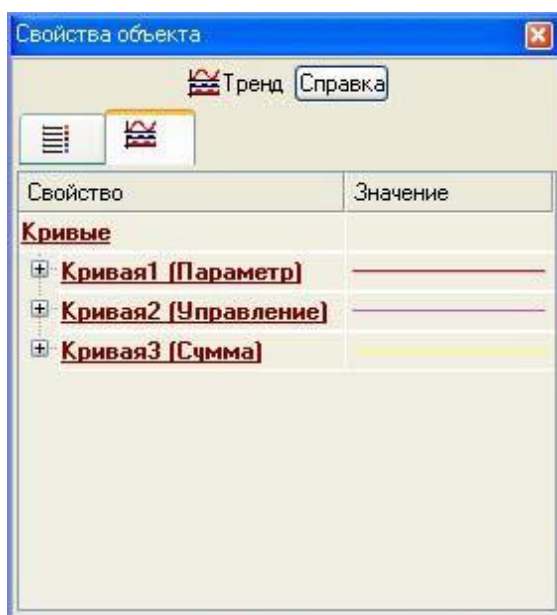 Свойства объекта
Тренд Справка
Свойство Значение
Кривые
Кривая1 (Параметр)
Кривая2 (Управление)
Кривая3 (Сумма)